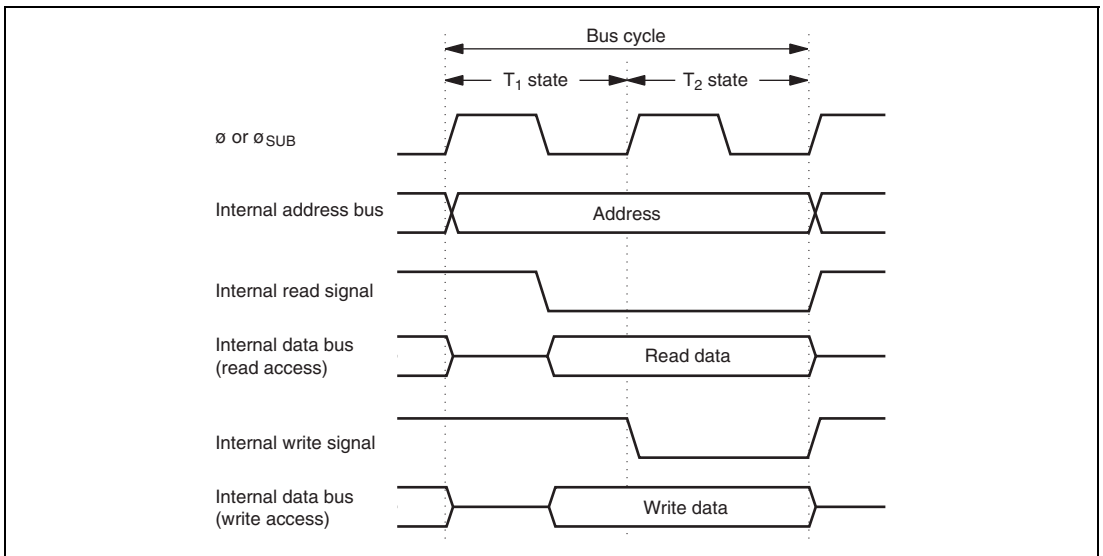 Bus cycle
T₁ state
T₂ state
ø or øSUB
Internal address bus
Address
Internal read signal
Internal data bus
(read access)
Read data
Internal write signal
Internal data bus
(write access)
Write data